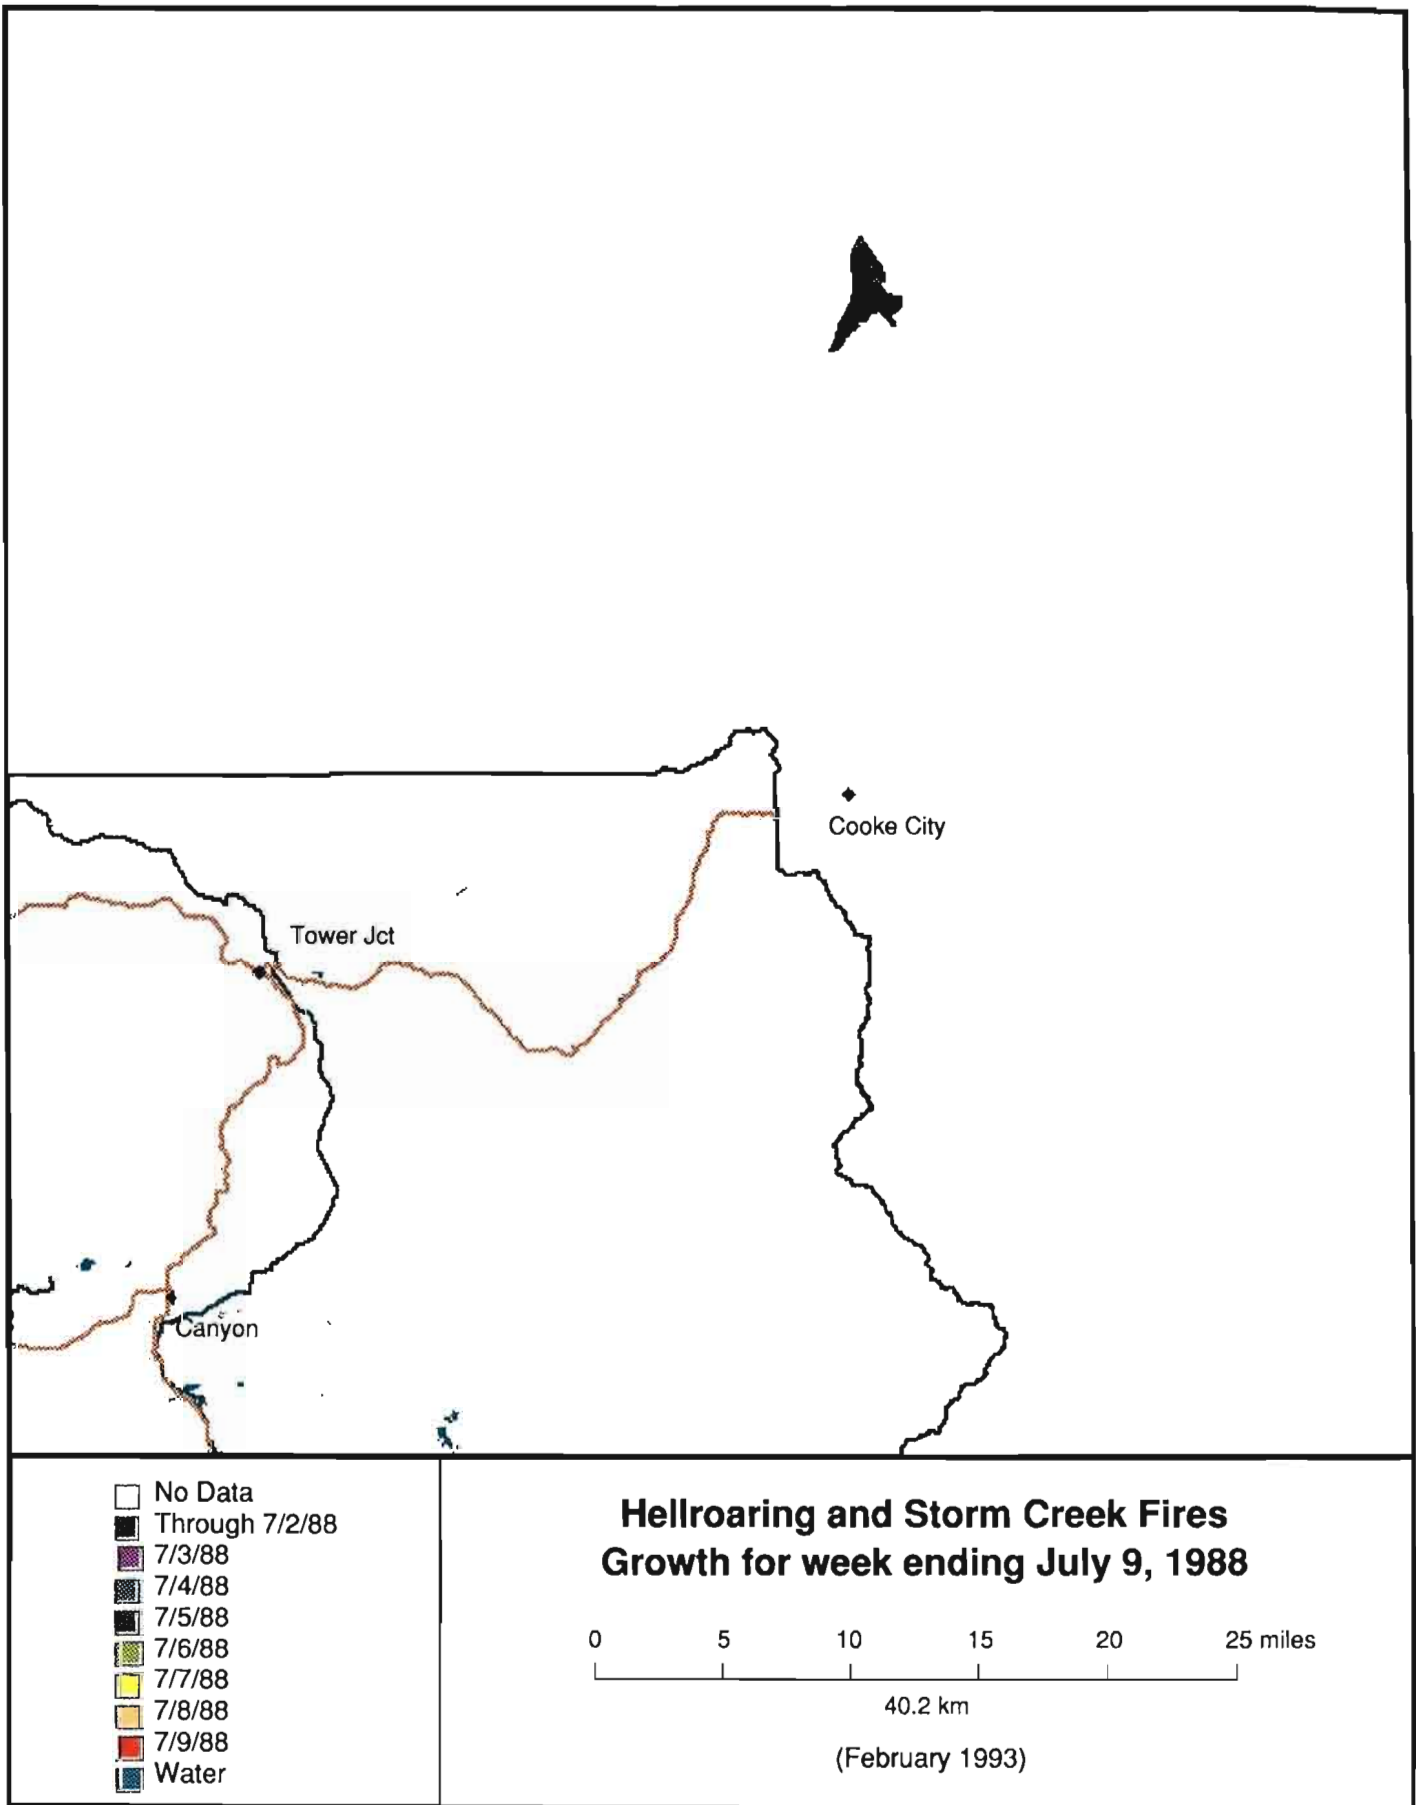 Cooke City
Tower Jct
Canyon
No Data
Through 7/2/88
7/3/88
7/4/88
7/5/88
7/6/88
7/7/88
7/8/88
7/9/88
Water
Hellroaring and Storm Creek Fires
Growth for week ending July 9, 1988
0 5 10 15 20 25 miles
40.2 km
(February 1993)